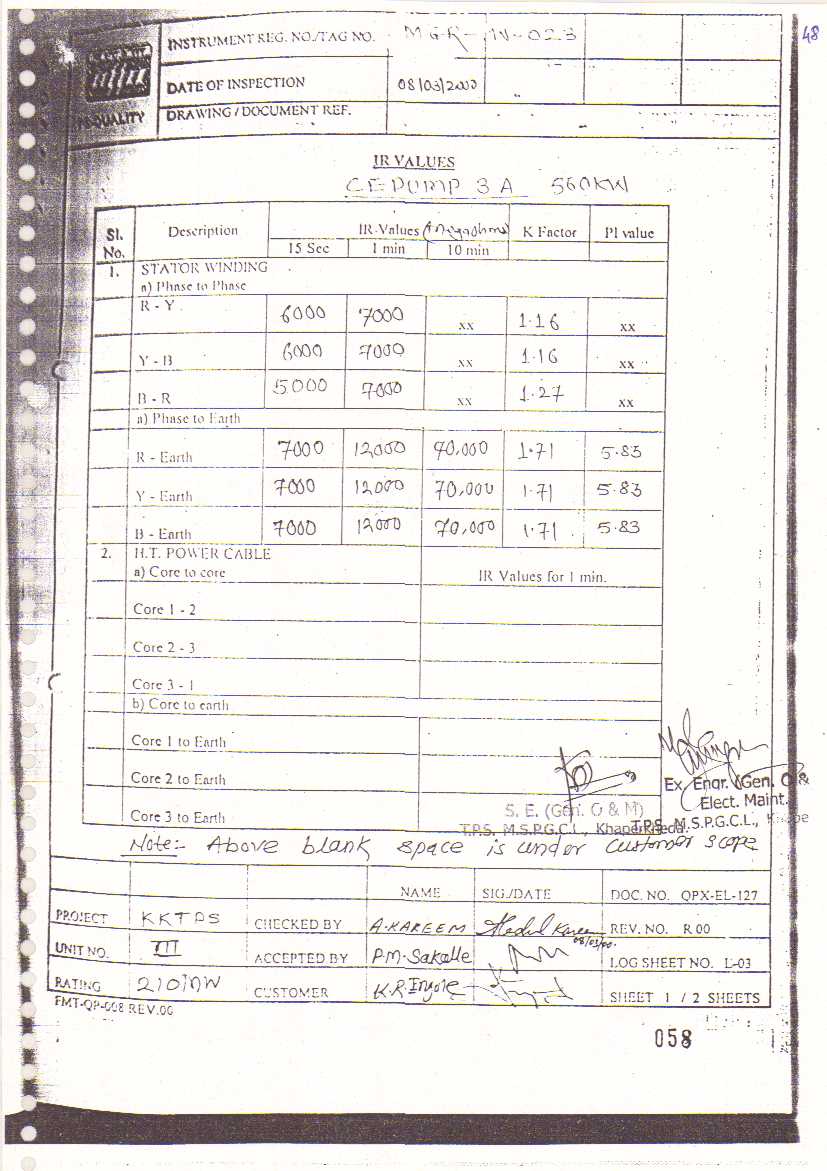 48
INSTRUMENT REG. NO./TAG NO. MGR-IN-023
DATE OF INSPECTION 08/03/2000
QUALITY
DRAWING / DOCUMENT REF.
IR VALUES
CE-PUMP 3A 560KW
Sl. No. Description IR-Values (Megaohms) K Factor PI value
15 Sec 1 min 10 min
1. STATOR WINDING
a) Phase to Phase
R - Y 6000 7000 xx 1.16 xx
Y - B 6000 7000 xx 1.16 xx
B - R 5000 7000 xx 1.27 xx
a) Phase to Earth
R - Earth 7000 12000 70,000 1.71 5.83
Y - Earth 7000 12000 70,000 1.71 5.83
B - Earth 7000 12000 70,000 1.71 5.83
2. H.T. POWER CABLE
a) Core to core IR Values for 1 min.
Core 1 - 2
Core 2 - 3
Core 3 - 1
b) Core to earth
Core 1 to Earth
Core 2 to Earth
Core 3 to Earth
Ex. Engr. (Gen. O &
Elect. Maint.
T.P.S. M.S.P.G.C.L.,
S. E. (Gen. O & M)
T.P.S. M.S.P.G.C.L., Khaperkheda
Note:- Above blank space is under customer scope
NAME SIG./DATE DOC. NO. QPX-EL-127
PROJECT KKTPS CHECKED BY A.KAREEM Abdul Kareem 08/03/00. REV. NO. R 00
UNIT NO. III ACCEPTED BY P.M.Sakalle LOG SHEET NO. L-03
RATING 210MW CUSTOMER K.R.Ingole SHEET 1 / 2 SHEETS
FMT-QP-008 REV.00
058